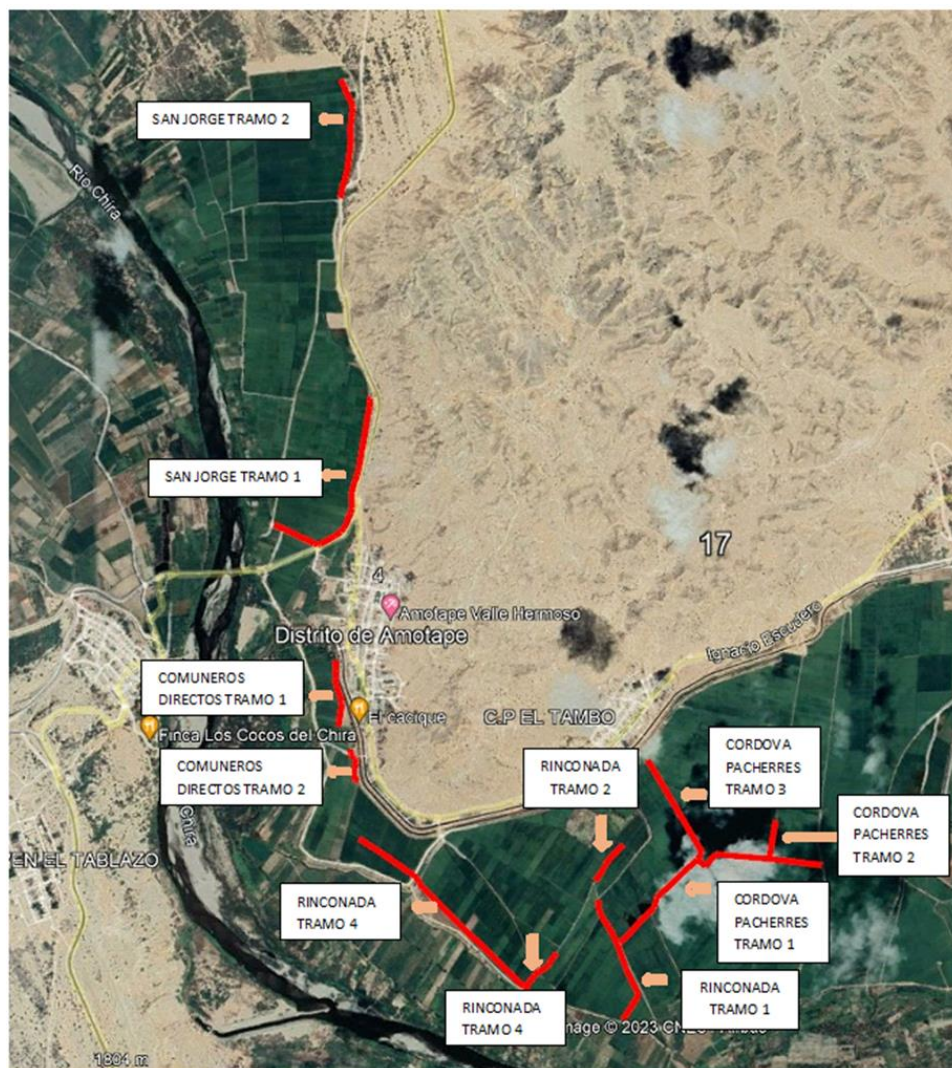 SAN JORGE TRAMO 2
Río Chira
SAN JORGE TRAMO 1
17
4
Amotape Valle Hermoso
Distrito de Amotape
Ignacio Escudero
COMUNEROS
DIRECTOS TRAMO 1
El cacique
C.P EL TAMBO
Finca Los Cocos del Chira
COMUNEROS
DIRECTOS TRAMO 2
RINCONADA
TRAMO 2
CORDOVA
PACHERRES
TRAMO 3
CORDOVA
PACHERRES
TRAMO 2
Chira
EN EL TABLAZO
RINCONADA
TRAMO 4
CORDOVA
PACHERRES
TRAMO 1
RINCONADA
TRAMO 4
RINCONADA
TRAMO 1
mage © 2023
1804 m